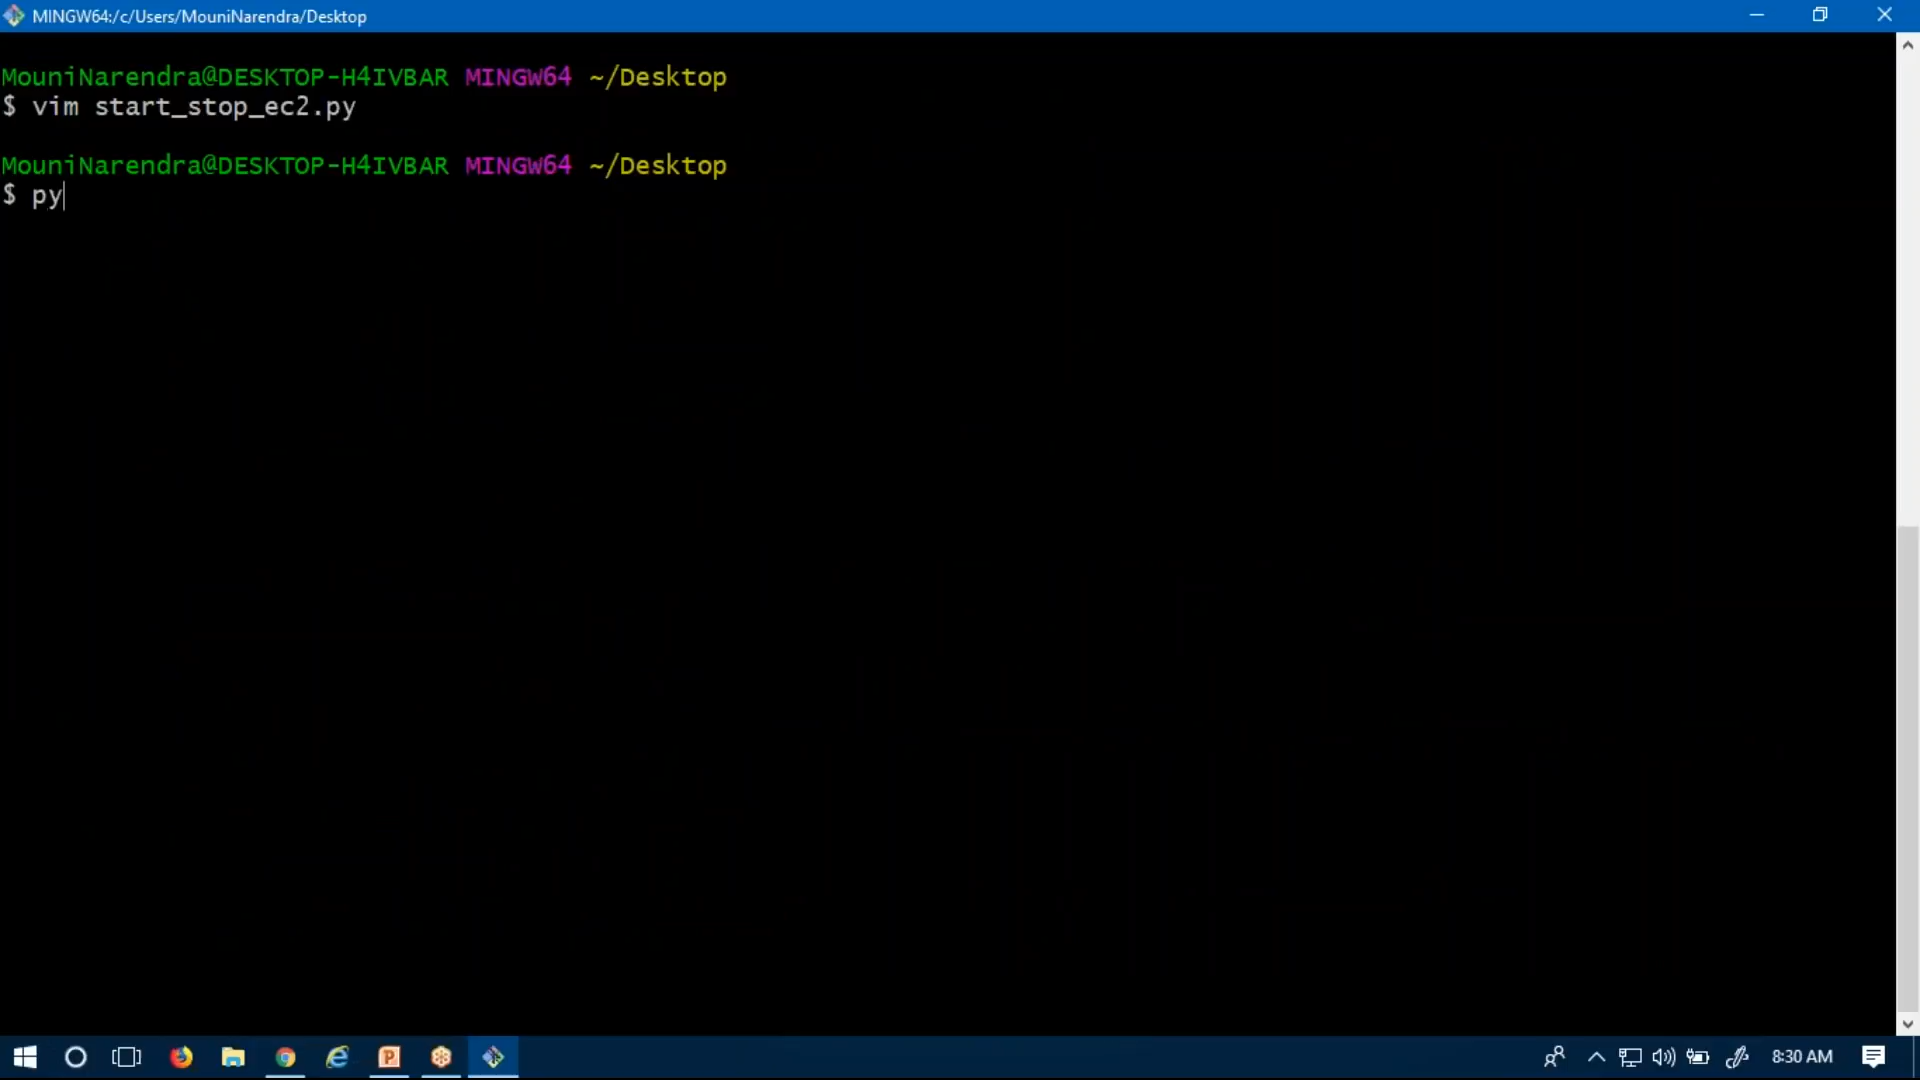 MINGW64:/c/Users/MouniNarendra/Desktop
MouniNarendra@DESKTOP-H4IVBAR MINGW64 ~/Desktop
$ vim start_stop_ec2.py
MouniNarendra@DESKTOP-H4IVBAR MINGW64 ~/Desktop
$ py
8:30 AM